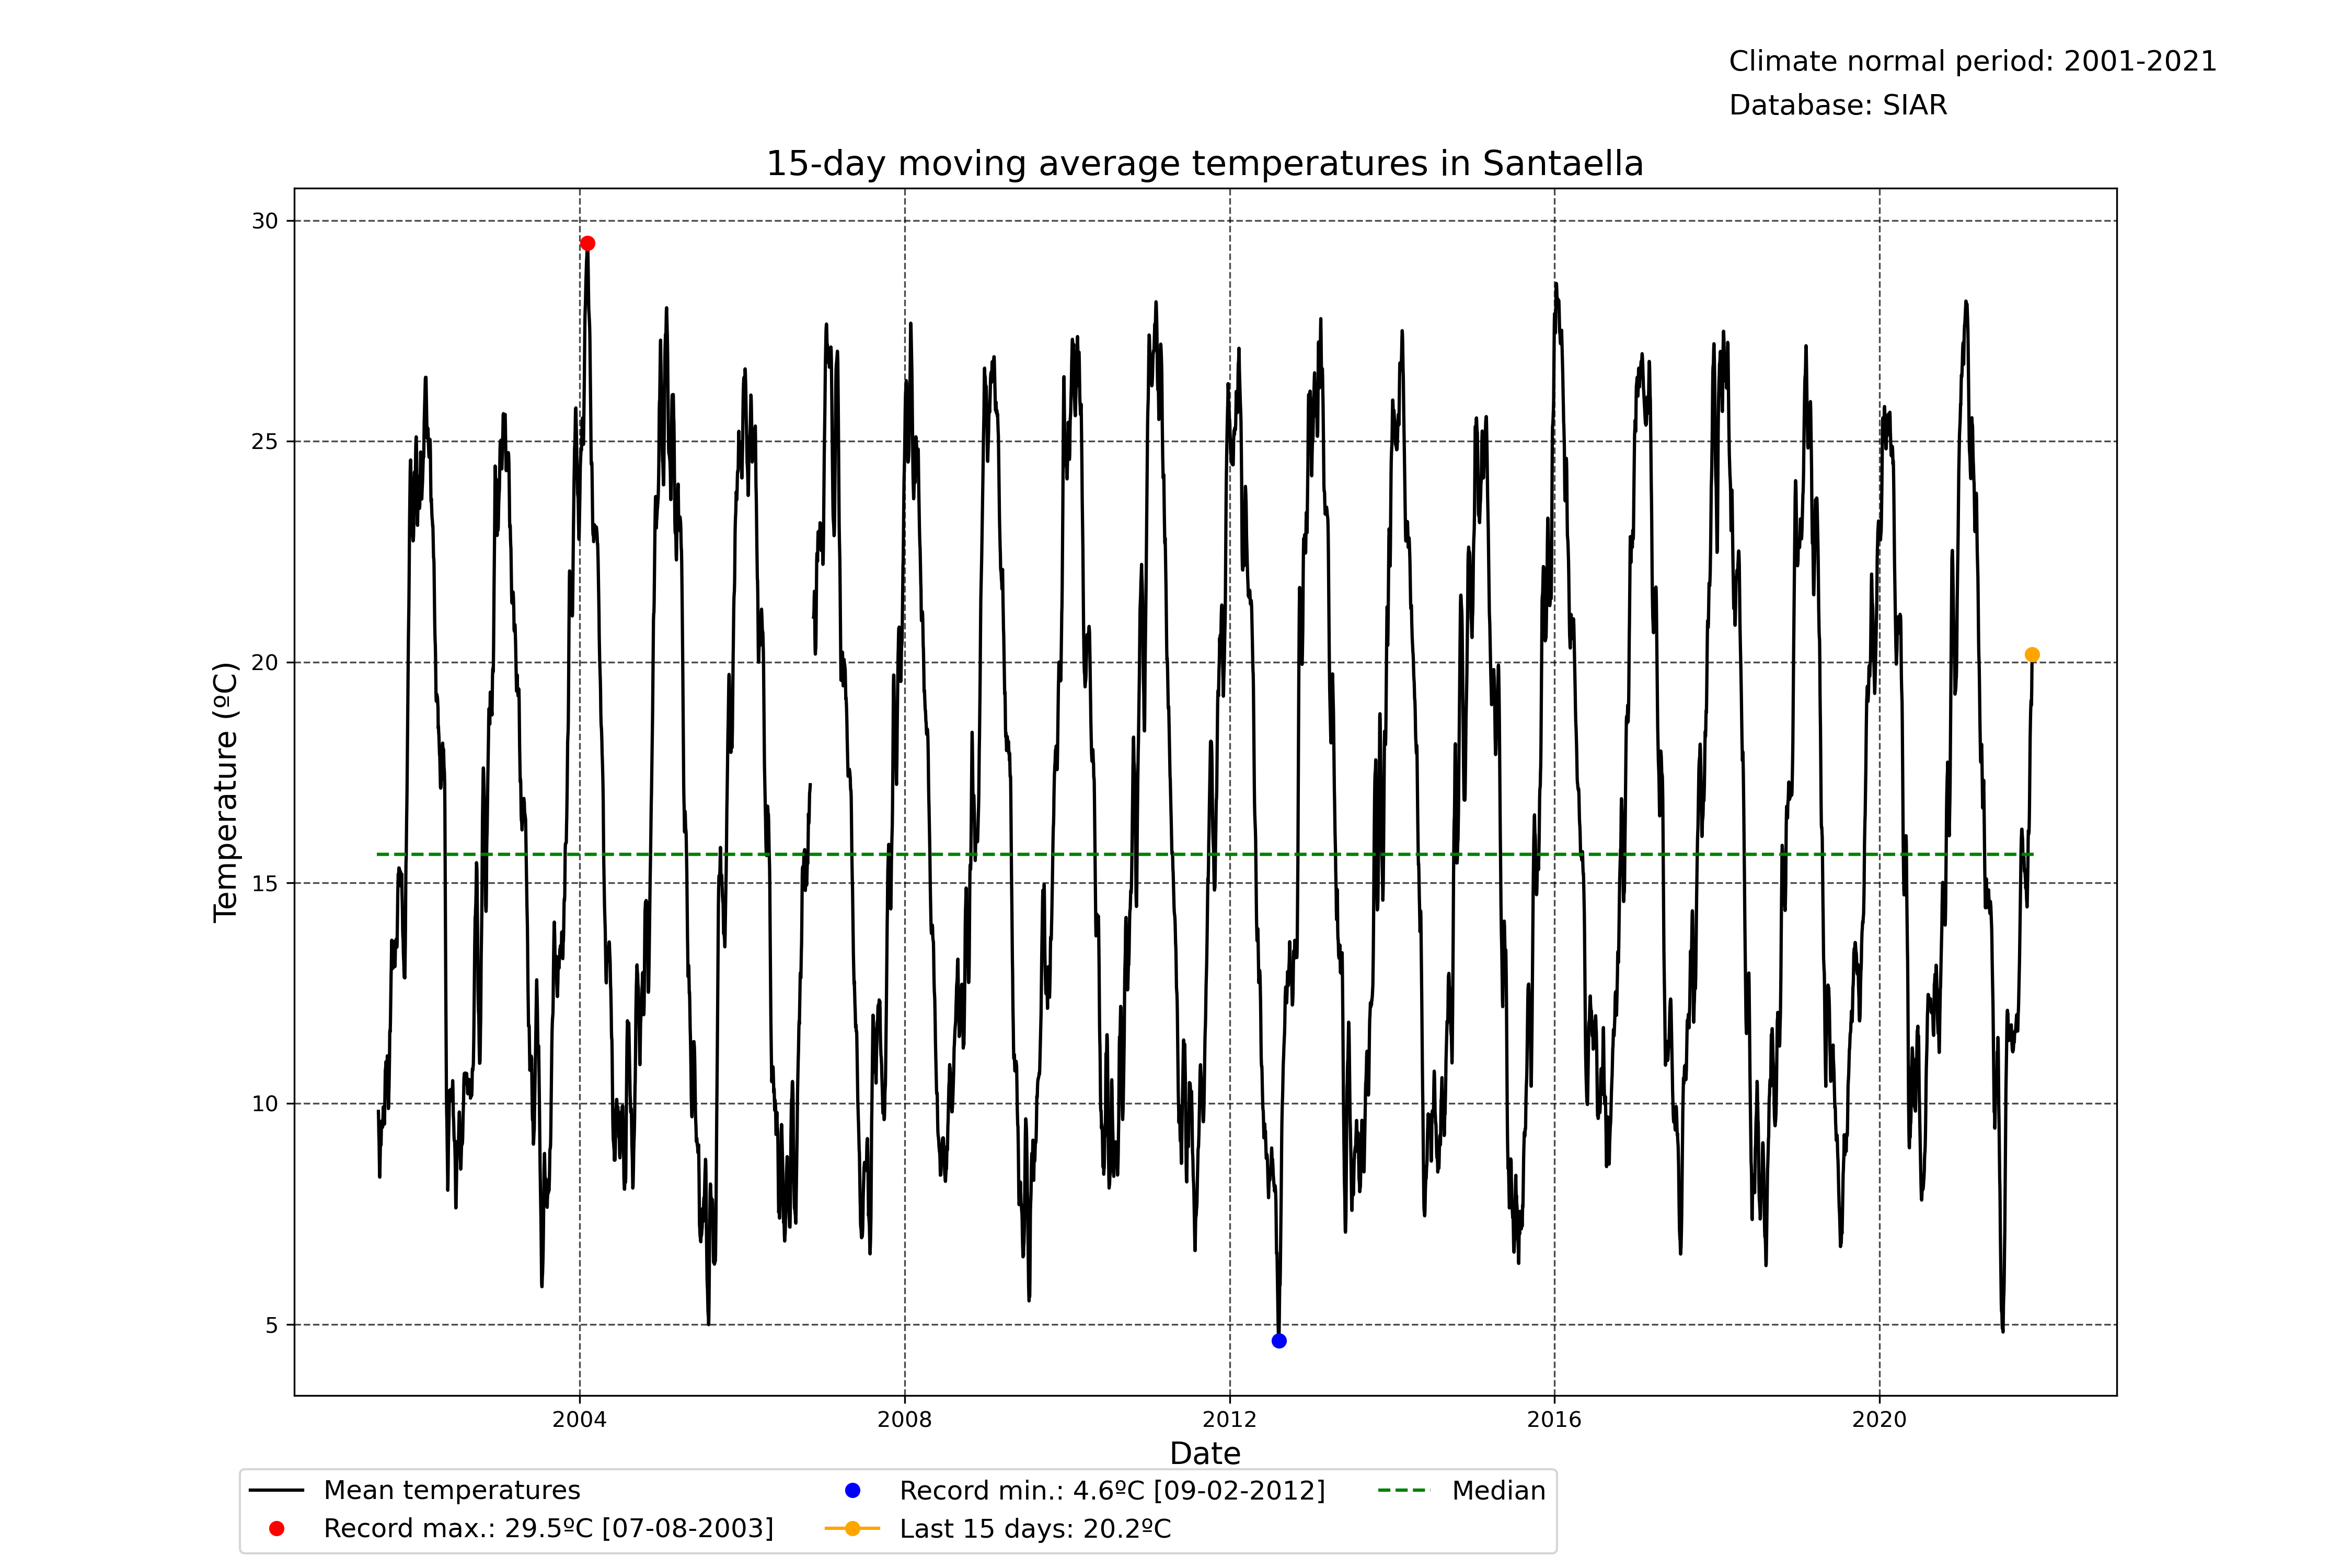 Climate normal period: 2001-2021
Database: SIAR
15-day moving average temperatures in Santaella
30
25
20
15
10
5
Temperature (ºC)
2004 2008 2012 2016 2020
Date
Mean temperatures
Record max.: 29.5ºC [07-08-2003]
Record min.: 4.6ºC [09-02-2012]
Last 15 days: 20.2ºC
Median